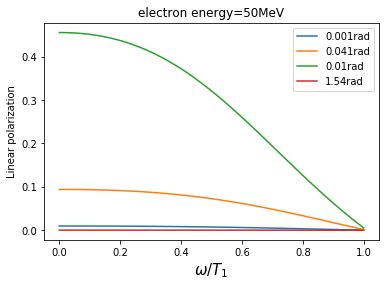 electron energy=50MeV
Linear polarization
0.4
0.3
0.2
0.1
0.0
0.001rad
0.041rad
0.01rad
1.54rad
0.0 0.2 0.4 0.6 0.8 1.0
ω/T₁